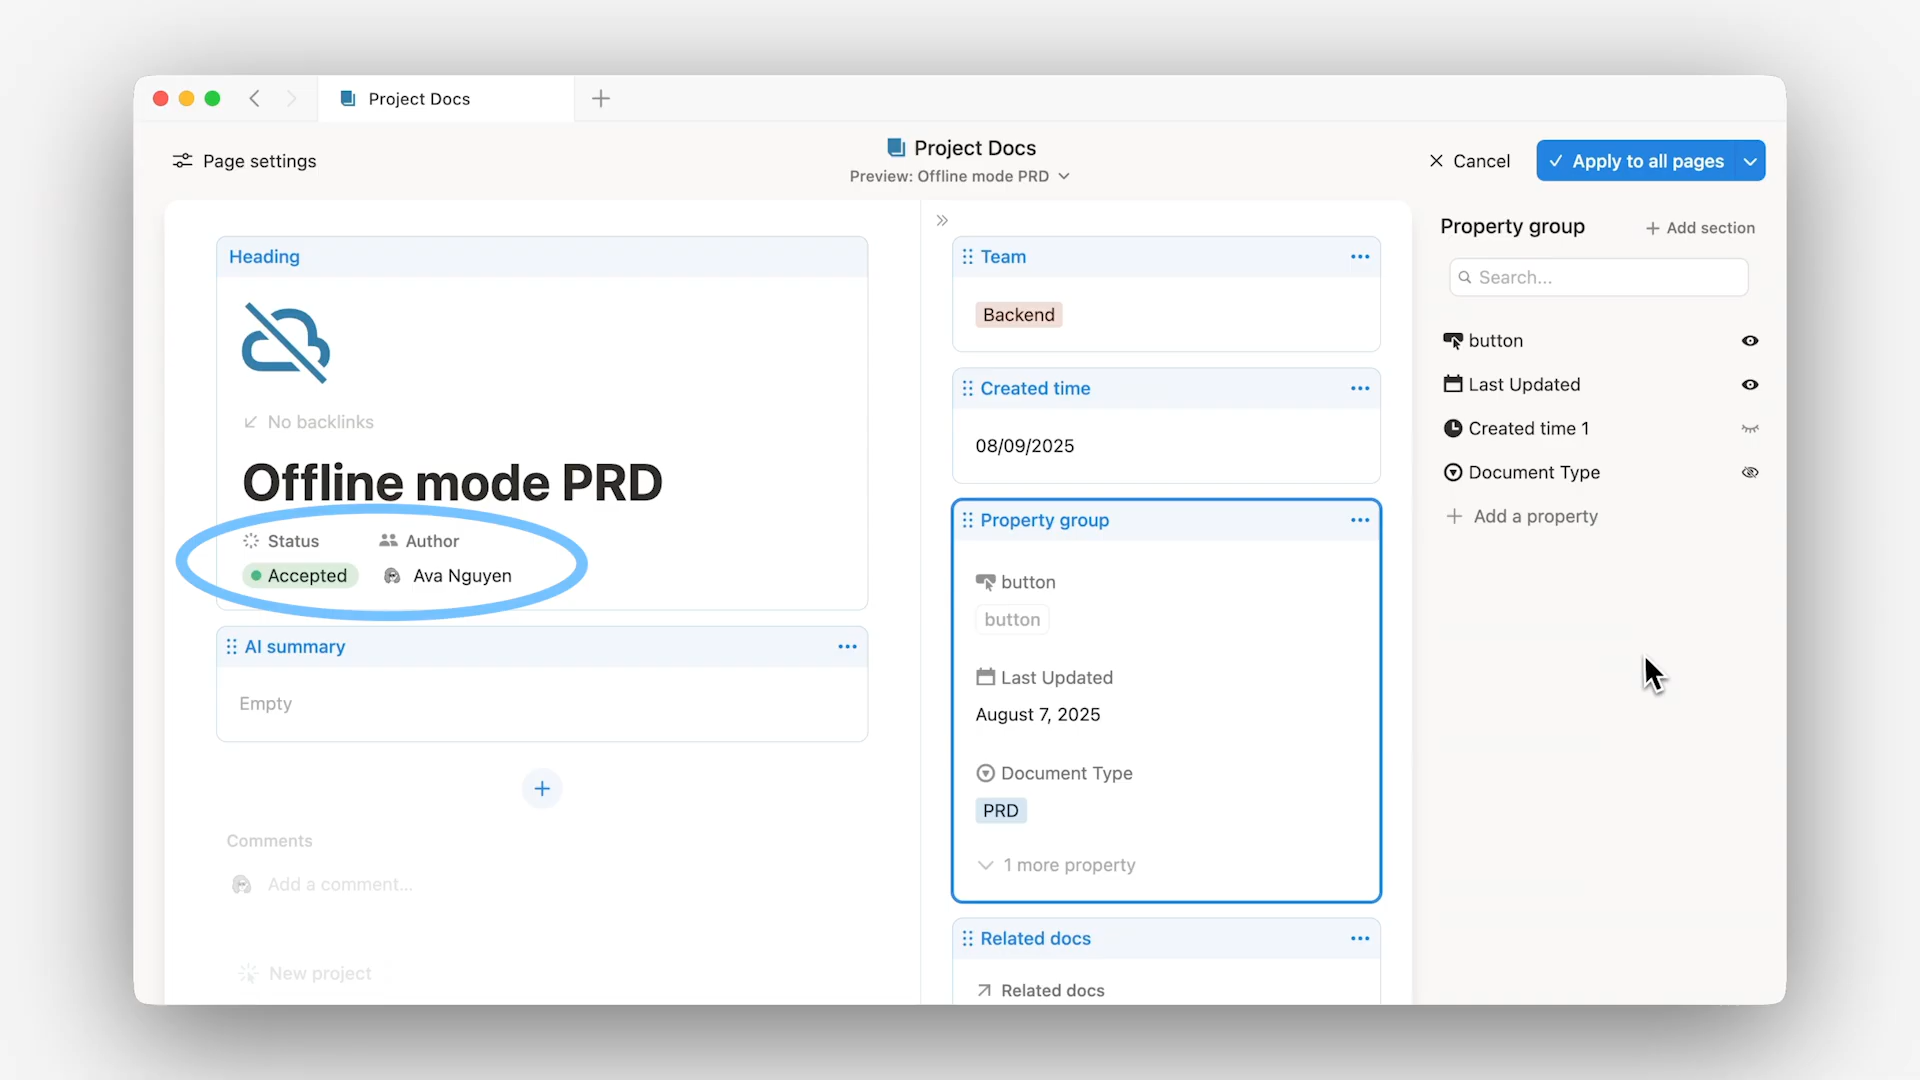 Project Docs
Page settings
Project Docs
Preview: Offline mode PRD
Cancel
Apply to all pages
Heading
No backlinks
Offline mode PRD
Status
Author
Accepted
Ava Nguyen
AI summary
Empty
Comments
Add a comment...
New project
Team
Backend
Created time
08/09/2025
Property group
button
button
Last Updated
August 7, 2025
Document Type
PRD
1 more property
Related docs
Related docs
Property group
Add section
Search...
button
Last Updated
Created time 1
Document Type
Add a property